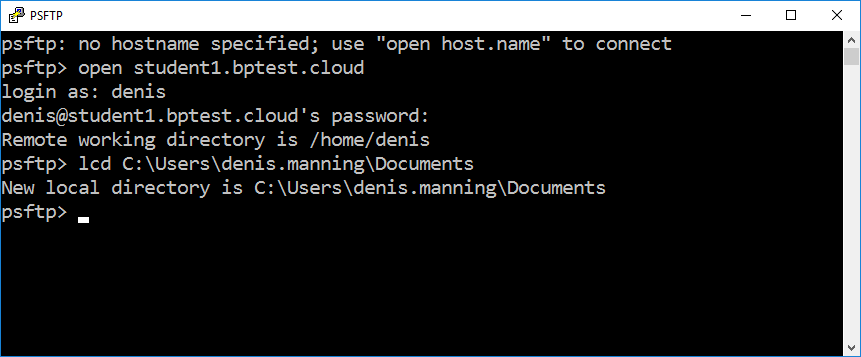 PSFTP
psftp: no hostname specified; use "open host.name" to connect
psftp> open student1.bptest.cloud
login as: denis
denis@student1.bptest.cloud's password:
Remote working directory is /home/denis
psftp> lcd C:\Users\denis.manning\Documents
New local directory is C:\Users\denis.manning\Documents
psftp>